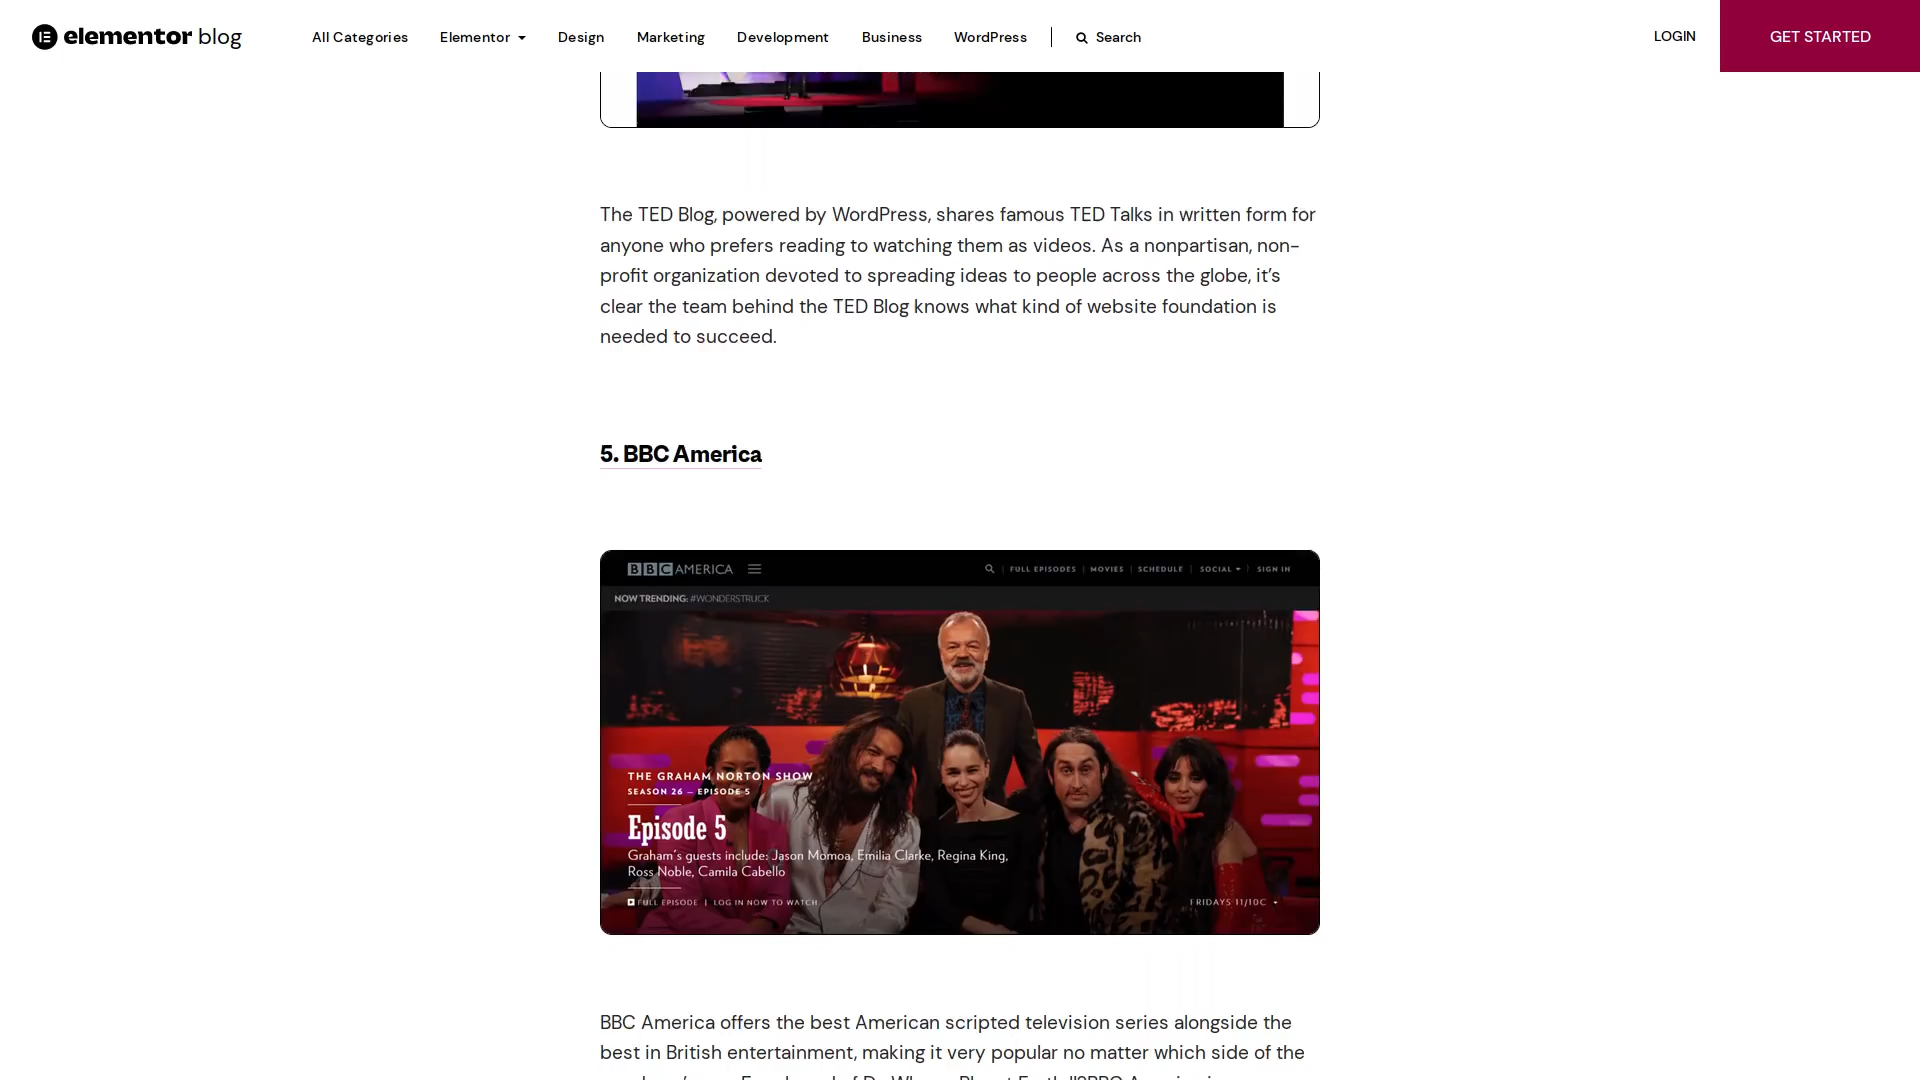 elementor blog
All Categories
Elementor
Design
Marketing
Development
Business
WordPress
Search
LOGIN
GET STARTED
The TED Blog, powered by WordPress, shares famous TED Talks in written form for
anyone who prefers reading to watching them as videos. As a nonpartisan, non-
profit organization devoted to spreading ideas to people across the globe, it's
clear the team behind the TED Blog knows what kind of website foundation is
needed to succeed.
5. BBC America
BBC AMERICA
FULL EPISODES | MOVIES | SCHEDULE | SOCIAL | SIGN IN
NOW TRENDING: #WONDERSTRUCK
THE GRAHAM NORTON SHOW
SEASON 26 – EPISODE 5
Episode 5
Graham's guests include: Jason Momoa, Emilia Clarke, Regina King,
Ross Noble, Camila Cabello
FULL EPISODE | LOG IN NOW TO WATCH
FRIDAYS 11/10C
BBC America offers the best American scripted television series alongside the
best in British entertainment, making it very popular no matter which side of the